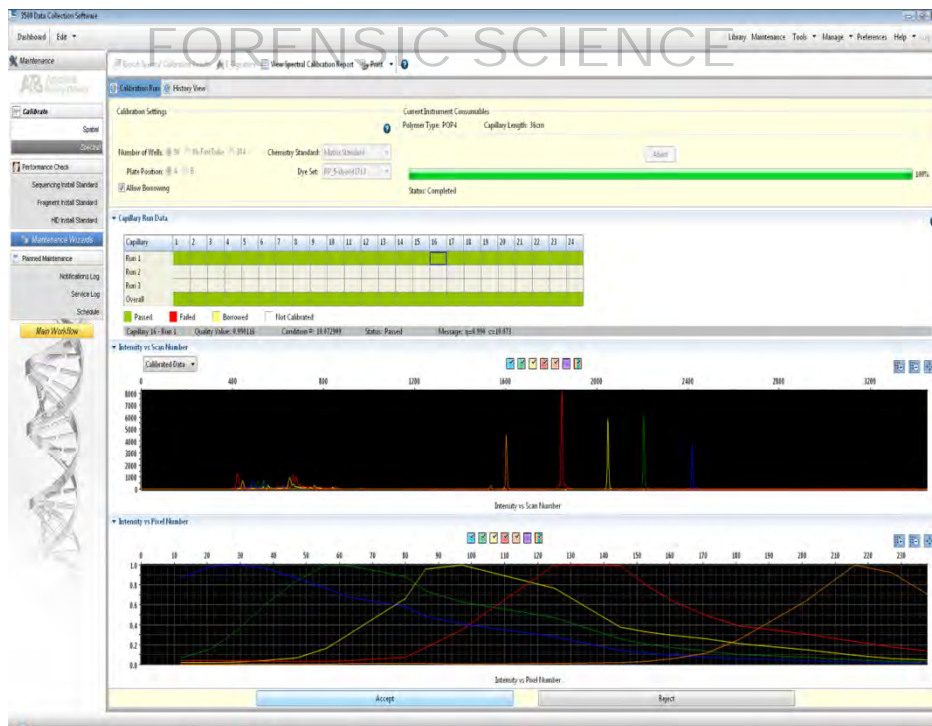 3500 Data Collection Software
Dashboard Edit
FORENSIC SCIENCE
Library Maintenance Tools Manage Preferences Help
Maintenance
View Spectral Calibration Report Print
Calibration Run History View
Calibrate
Spatial
Spectral
Performance Check
Sequencing Install Standard
Fragment Install Standard
HID Install Standard
Maintenance Wizards
Planned Maintenance
Notifications Log
Service Log
Schedule
Main Workflow
Calibration Settings
Number of Wells: 96
Chemistry Standard: Matrix Standard
Plate Position: A B
Dye Set:
Allow Borrowing
Current Instrument Consumables
Polymer Type: POP4 Capillary Length: 36cm
Abort
100%
Status: Completed
Capillary Run Data
Capillary 1 2 3 4 5 6 7 8 9 10 11 12 13 14 15 16 17 18 19 20 21 22 23 24
Run 1
Run 2
Run 3
Overall
Passed Failed Borrowed Not Calibrated
Capillary 16 - Run 1 Quality Value: Condition #: Status: Passed Message:
Intensity vs Scan Number
Calibrated Data
0 400 800 1200 1600 2000 2400 2800 3200
8000
7000
6000
5000
4000
3000
2000
1000
0
Intensity vs Scan Number
Intensity vs Pixel Number
0 10 20 30 40 50 60 70 80 90 100 110 120 130 140 150 160 170 180 190 200 210 220 230
1.0
0.8
0.6
0.4
0.2
0.0
Intensity vs Pixel Number
Accept Reject